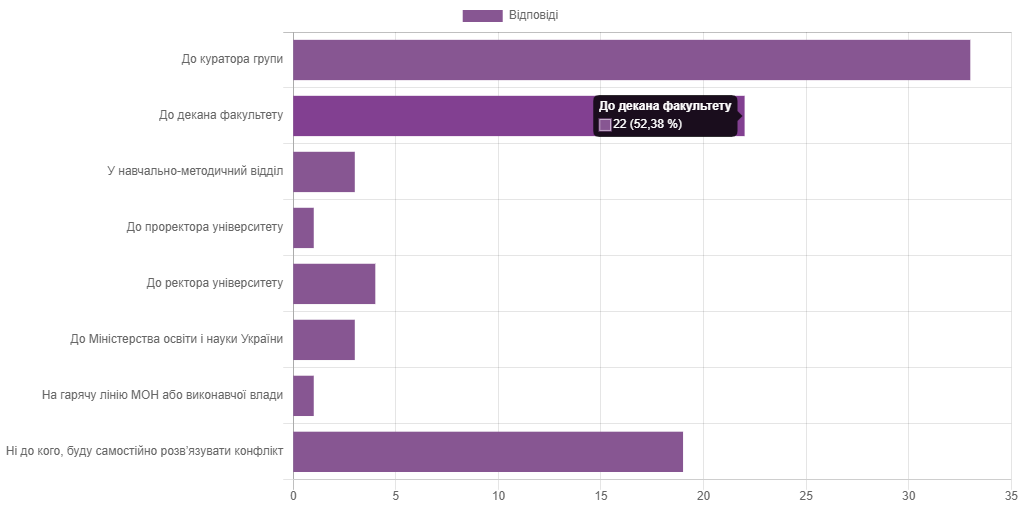 Відповіді
До куратора групи
До декана факультету
До декана факультету
22 (52,38 %)
У навчально-методичний відділ
До проректора університету
До ректора університету
До Міністерства освіти і науки України
На гарячу лінію МОН або виконавчої влади
Ні до кого, буду самостійно розв'язувати конфлікт
0 5 10 15 20 25 30 35